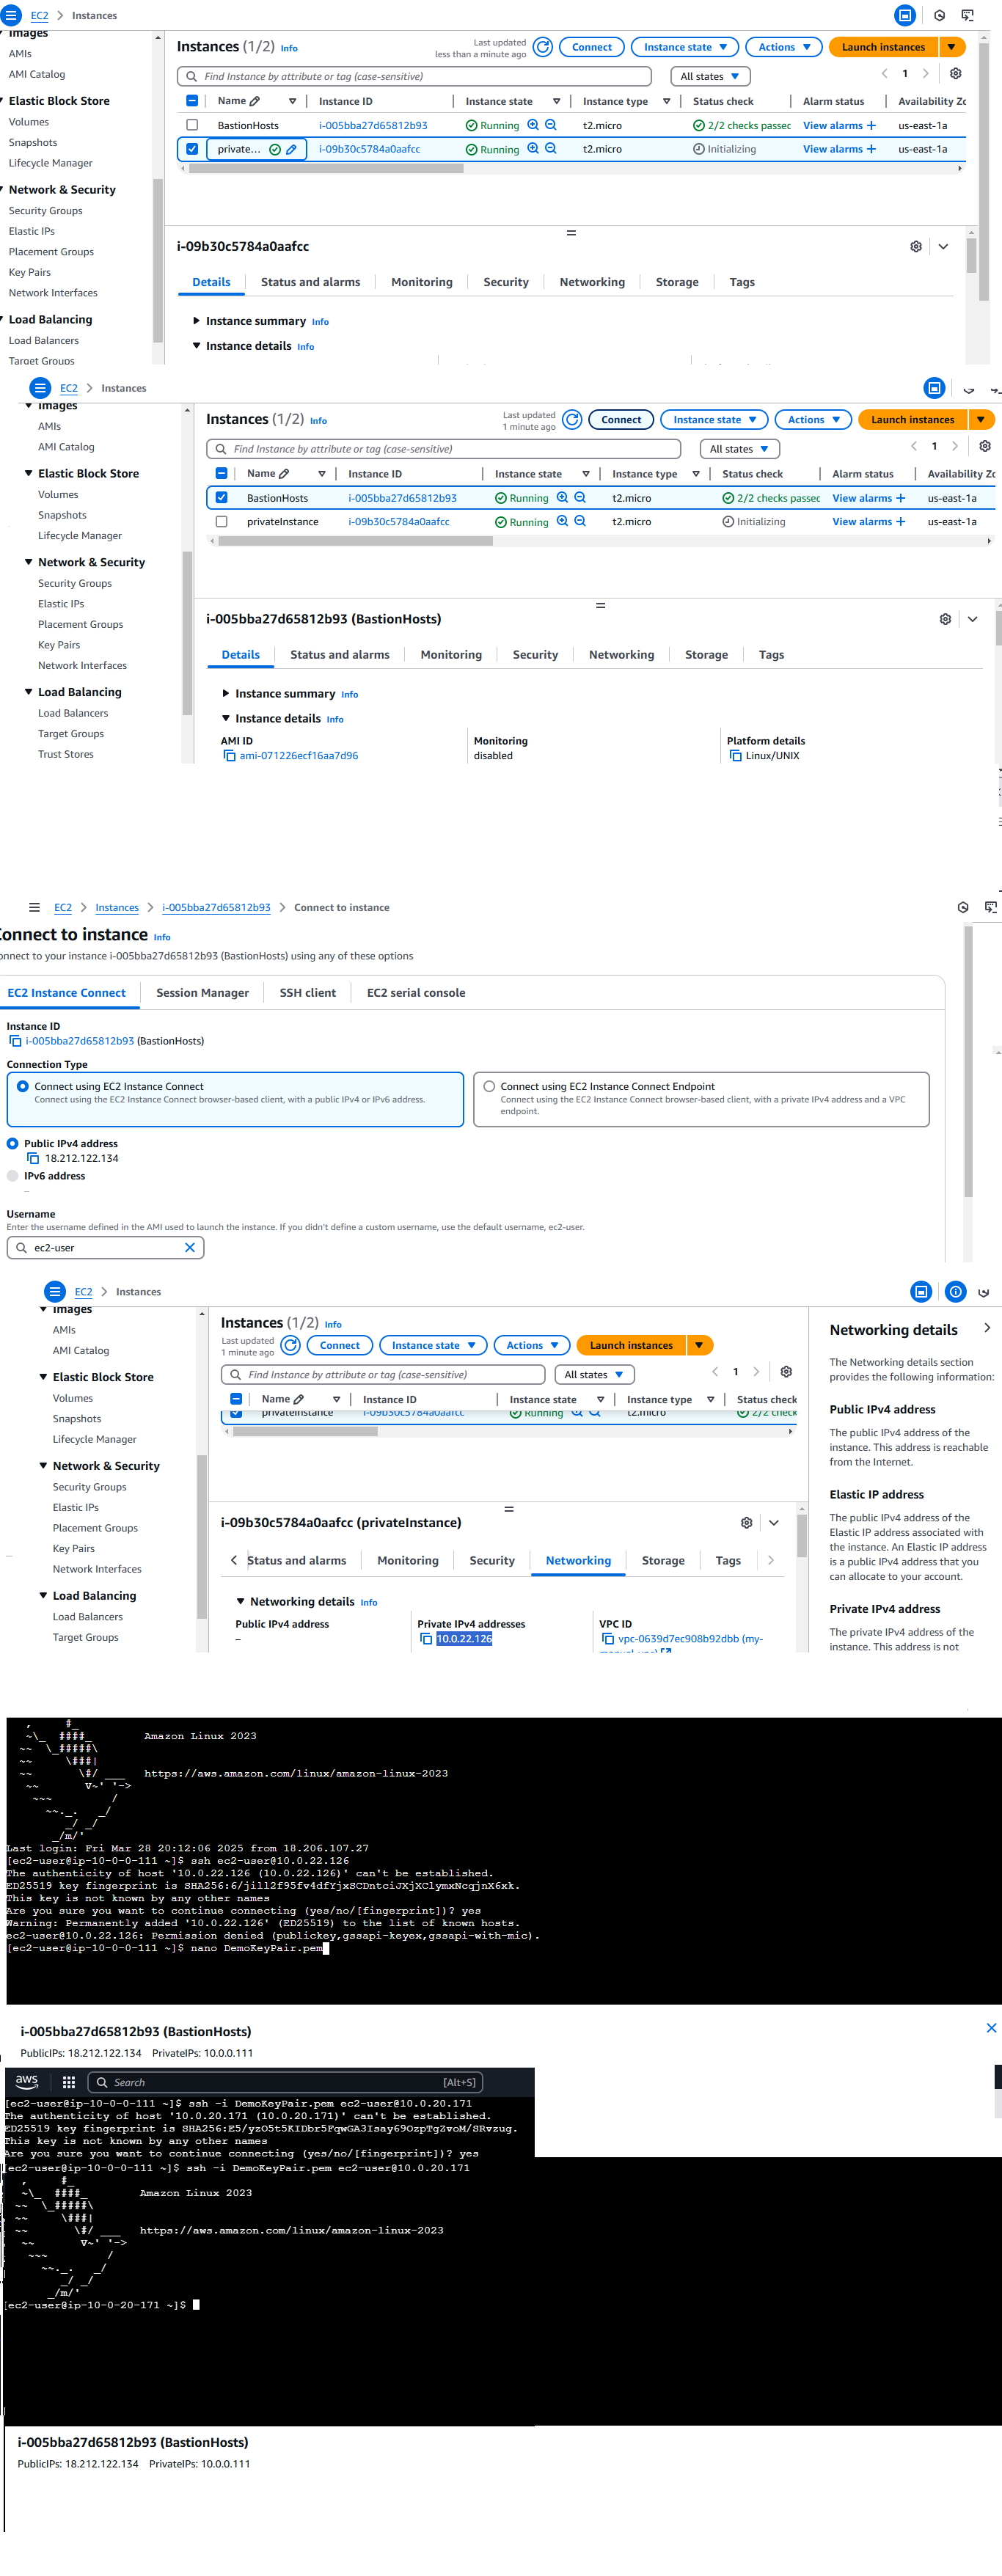 EC2 > Instances
Images
AMIs
AMI Catalog
Elastic Block Store
Volumes
Snapshots
Lifecycle Manager
Network & Security
Security Groups
Elastic IPs
Placement Groups
Key Pairs
Network Interfaces
Load Balancing
Load Balancers
Target Groups
Instances (1/2) Info
Last updated
less than a minute ago
Connect
Instance state
Actions
Launch instances
Find Instance by attribute or tag (case-sensitive)
All states
1
Name Instance ID Instance state Instance type Status check Alarm status Availability Zo
BastionHosts i-005bba27d65812b93 Running t2.micro 2/2 checks passec View alarms + us-east-1a
private... i-09b30c5784a0aafcc Running t2.micro Initializing View alarms + us-east-1a
i-09b30c5784a0aafcc
Details Status and alarms Monitoring Security Networking Storage Tags
Instance summary Info
Instance details Info
EC2 > Instances
Images
AMIs
AMI Catalog
Elastic Block Store
Volumes
Snapshots
Lifecycle Manager
Network & Security
Security Groups
Elastic IPs
Placement Groups
Key Pairs
Network Interfaces
Load Balancing
Load Balancers
Target Groups
Trust Stores
Instances (1/2) Info
Last updated
1 minute ago
Connect
Instance state
Actions
Launch instances
Find Instance by attribute or tag (case-sensitive)
All states
1
Name Instance ID Instance state Instance type Status check Alarm status Availability Zo
BastionHosts i-005bba27d65812b93 Running t2.micro 2/2 checks passec View alarms + us-east-1a
privateInstance i-09b30c5784a0aafcc Running t2.micro Initializing View alarms + us-east-1a
i-005bba27d65812b93 (BastionHosts)
Details Status and alarms Monitoring Security Networking Storage Tags
Instance summary Info
Instance details Info
AMI ID Monitoring Platform details
ami-071226ecf16aa7d96 disabled Linux/UNIX
EC2 > Instances > i-005bba27d65812b93 > Connect to instance
onnect to instance Info
onnect to your instance i-005bba27d65812b93 (BastionHosts) using any of these options
EC2 Instance Connect Session Manager SSH client EC2 serial console
Instance ID
i-005bba27d65812b93 (BastionHosts)
Connection Type
Connect using EC2 Instance Connect
Connect using the EC2 Instance Connect browser-based client, with a public IPv4 or IPv6 address.
Connect using EC2 Instance Connect Endpoint
Connect using the EC2 Instance Connect browser-based client, with a private IPv4 address and a VPC
endpoint.
Public IPv4 address
18.212.122.134
IPv6 address
–
Username
Enter the username defined in the AMI used to launch the instance. If you didn't define a custom username, use the default username, ec2-user.
ec2-user
EC2 > Instances
Images
AMIs
AMI Catalog
Elastic Block Store
Volumes
Snapshots
Lifecycle Manager
Network & Security
Security Groups
Elastic IPs
Placement Groups
Key Pairs
Network Interfaces
Load Balancing
Load Balancers
Target Groups
Instances (1/2) Info
Last updated
1 minute ago
Connect
Instance state
Actions
Launch instances
Find Instance by attribute or tag (case-sensitive)
All states
1
Name Instance ID Instance state Instance type Status check
privateInstance i-09b30c5784a0aafcc Running t2.micro 2/2 check
i-09b30c5784a0aafcc (privateInstance)
Status and alarms Monitoring Security Networking Storage Tags
Networking details Info
Public IPv4 address Private IPv4 addresses VPC ID
– 10.0.22.126 vpc-0639d7ec908b92dbb (my-
manual-vpc)
Networking details
The Networking details section
provides the following information:
Public IPv4 address
The public IPv4 address of the
instance. This address is reachable
from the Internet.
Elastic IP address
The public IPv4 address of the
Elastic IP address associated with
the instance. An Elastic IP address
is a public IPv4 address that you
can allocate to your account.
Private IPv4 address
The private IPv4 address of the
instance. This address is not
Amazon Linux 2023
https://aws.amazon.com/linux/amazon-linux-2023
Last login: Fri Mar 28 20:12:06 2025 from 18.206.107.27
[ec2-user@ip-10-0-0-111 ~]$ ssh ec2-user@10.0.22.126
The authenticity of host '10.0.22.126 (10.0.22.126)' can't be established.
ED25519 key fingerprint is SHA256:6/jill2f95fv4dfYjxSCDntciJXjXClymxNcqjnX6xk.
This key is not known by any other names
Are you sure you want to continue connecting (yes/no/[fingerprint])? yes
Warning: Permanently added '10.0.22.126' (ED25519) to the list of known hosts.
ec2-user@10.0.22.126: Permission denied (publickey,gssapi-keyex,gssapi-with-mic).
[ec2-user@ip-10-0-0-111 ~]$ nano DemoKeyPair.pem
i-005bba27d65812b93 (BastionHosts)
PublicIPs: 18.212.122.134 PrivateIPs: 10.0.0.111
aws Search [Alt+S]
[ec2-user@ip-10-0-0-111 ~]$ ssh -i DemoKeyPair.pem ec2-user@10.0.20.171
The authenticity of host '10.0.20.171 (10.0.20.171)' can't be established.
ED25519 key fingerprint is SHA256:E5/yzO5t5KIDbr5FqwGA3Isay69OzpTgZvoM/SRvzug.
This key is not known by any other names
Are you sure you want to continue connecting (yes/no/[fingerprint])? yes
[ec2-user@ip-10-0-0-111 ~]$ ssh -i DemoKeyPair.pem ec2-user@10.0.20.171
Amazon Linux 2023
https://aws.amazon.com/linux/amazon-linux-2023
[ec2-user@ip-10-0-20-171 ~]$
i-005bba27d65812b93 (BastionHosts)
PublicIPs: 18.212.122.134 PrivateIPs: 10.0.0.111